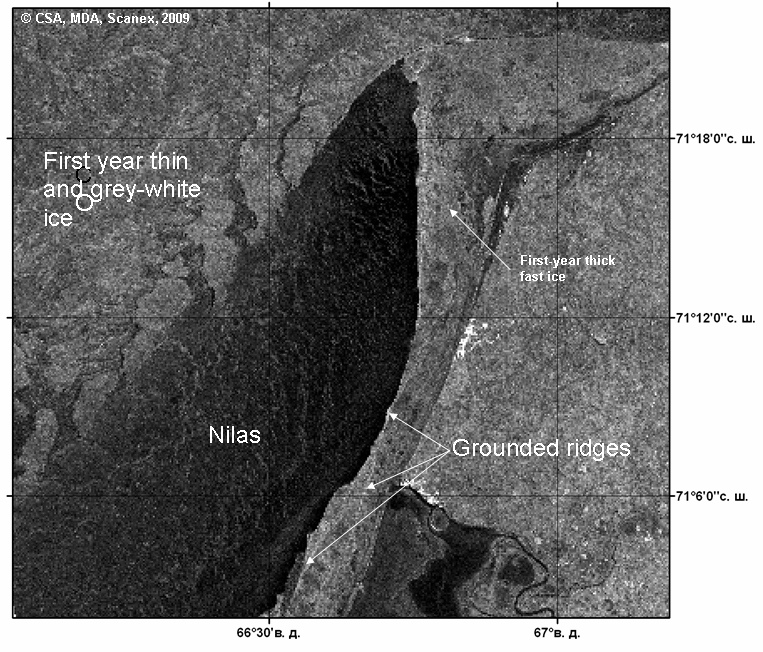 © CSA, MDA, Scanex, 2009
71°18'0"с. ш.
First year thin
and grey-white
ice
First-year thick
fast ice
71°12'0"с. ш.
Nilas
Grounded ridges
71°6'0"с. ш.
66°30'в. д.
67°в. д.